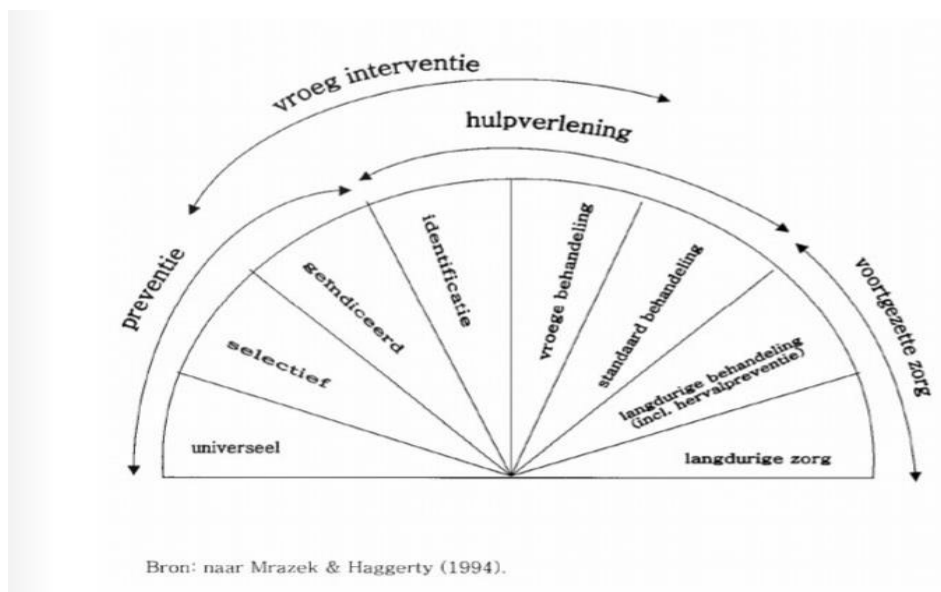 vroeg interventie
hulpverlening
preventie
voortgezette zorg
universeel
selectief
geïndiceerd
identificatie
vroege behandeling
standaard behandeling
langdurige behandeling
(incl. hervalpreventie)
langdurige zorg
Bron: naar Mrazek & Haggerty (1994).